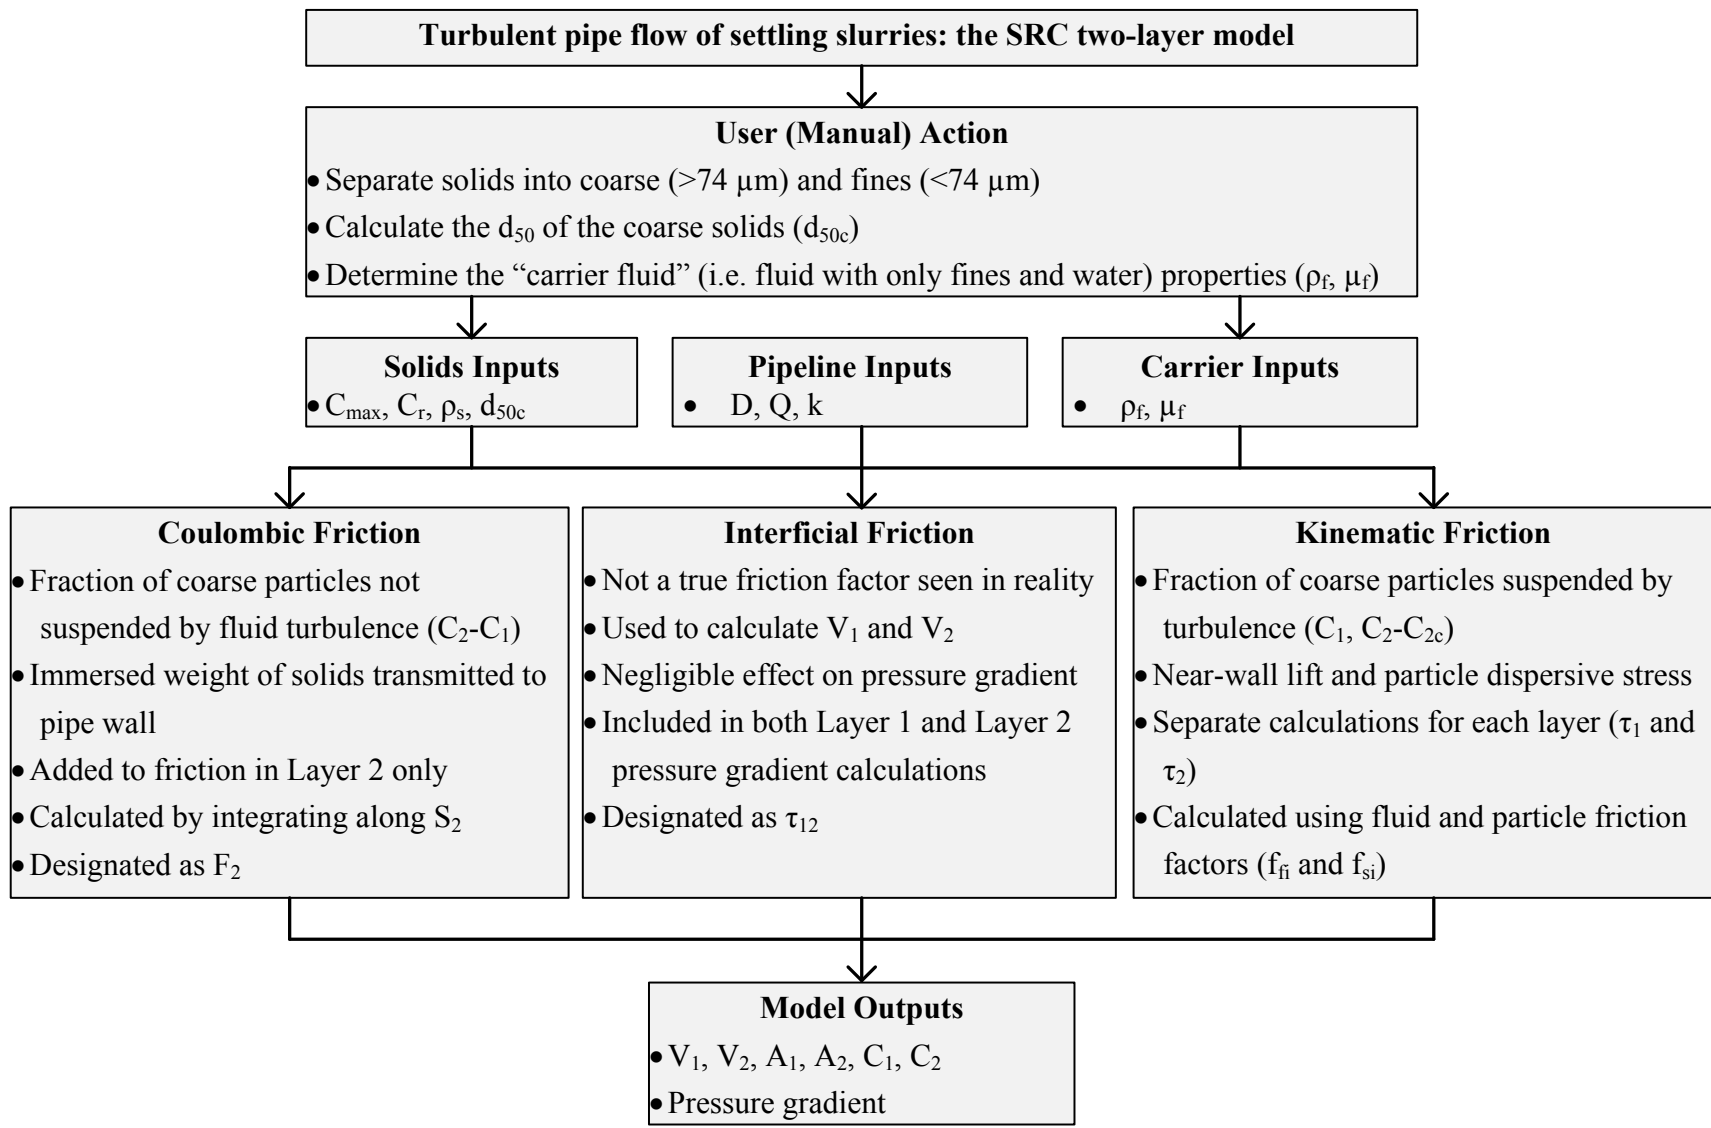 Turbulent pipe flow of settling slurries: the SRC two-layer model
User (Manual) Action
• Separate solids into coarse (>74 µm) and fines (<74 µm)
• Calculate the d50 of the coarse solids (d50c)
• Determine the “carrier fluid” (i.e. fluid with only fines and water) properties (ρf, µf)
Solids Inputs
• Cmax, Cr, ρs, d50c
Pipeline Inputs
• D, Q, k
Carrier Inputs
• ρf, µf
Coulombic Friction
• Fraction of coarse particles not
suspended by fluid turbulence (C2-C1)
• Immersed weight of solids transmitted to
pipe wall
• Added to friction in Layer 2 only
• Calculated by integrating along S2
• Designated as F2
Interficial Friction
• Not a true friction factor seen in reality
• Used to calculate V1 and V2
• Negligible effect on pressure gradient
• Included in both Layer 1 and Layer 2
pressure gradient calculations
• Designated as τ12
Kinematic Friction
• Fraction of coarse particles suspended by
turbulence (C1, C2-C2c)
• Near-wall lift and particle dispersive stress
• Separate calculations for each layer (τ1 and
τ2)
• Calculated using fluid and particle friction
factors (ffi and fsi)
Model Outputs
• V1, V2, A1, A2, C1, C2
• Pressure gradient